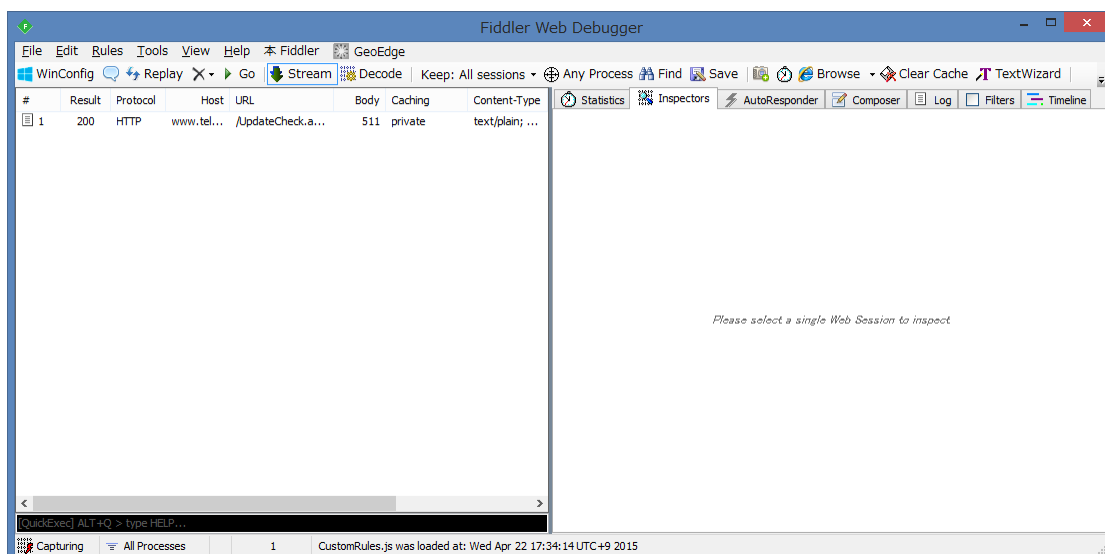 Fiddler Web Debugger
File Edit Rules Tools View Help 本 Fiddler GeoEdge
WinConfig Replay Go Stream Decode Keep: All sessions Any Process Find Save Browse Clear Cache TextWizard
# Result Protocol Host URL Body Caching Content-Type
Statistics Inspectors AutoResponder Composer Log Filters Timeline
1 200 HTTP www.tel... /UpdateCheck.a... 511 private text/plain; ...
Please select a single Web Session to inspect
[QuickExec] ALT+Q > type HELP...
Capturing All Processes 1 CustomRules.js was loaded at: Wed Apr 22 17:34:14 UTC+9 2015